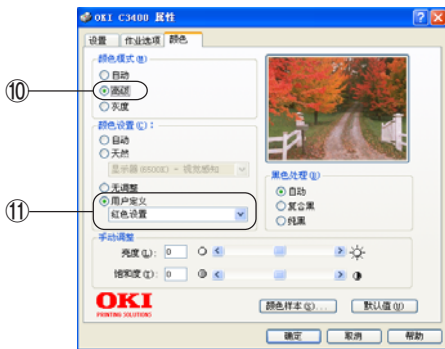 OKI C3400 属性
设置 作业选项 颜色
颜色模式(M)
自动
⑩ 高级
灰度
颜色设置(C)：
自动
天然
显示器 (6500K) - 视觉感知
无调整
⑪ 用户定义
红色设置
黑色处理(B)
自动
复合黑
纯黑
手动调整
亮度(L): 0
饱和度(T): 0
OKI
PRINTING SOLUTIONS
颜色样本(S)... 默认值(U)
确定 取消 帮助